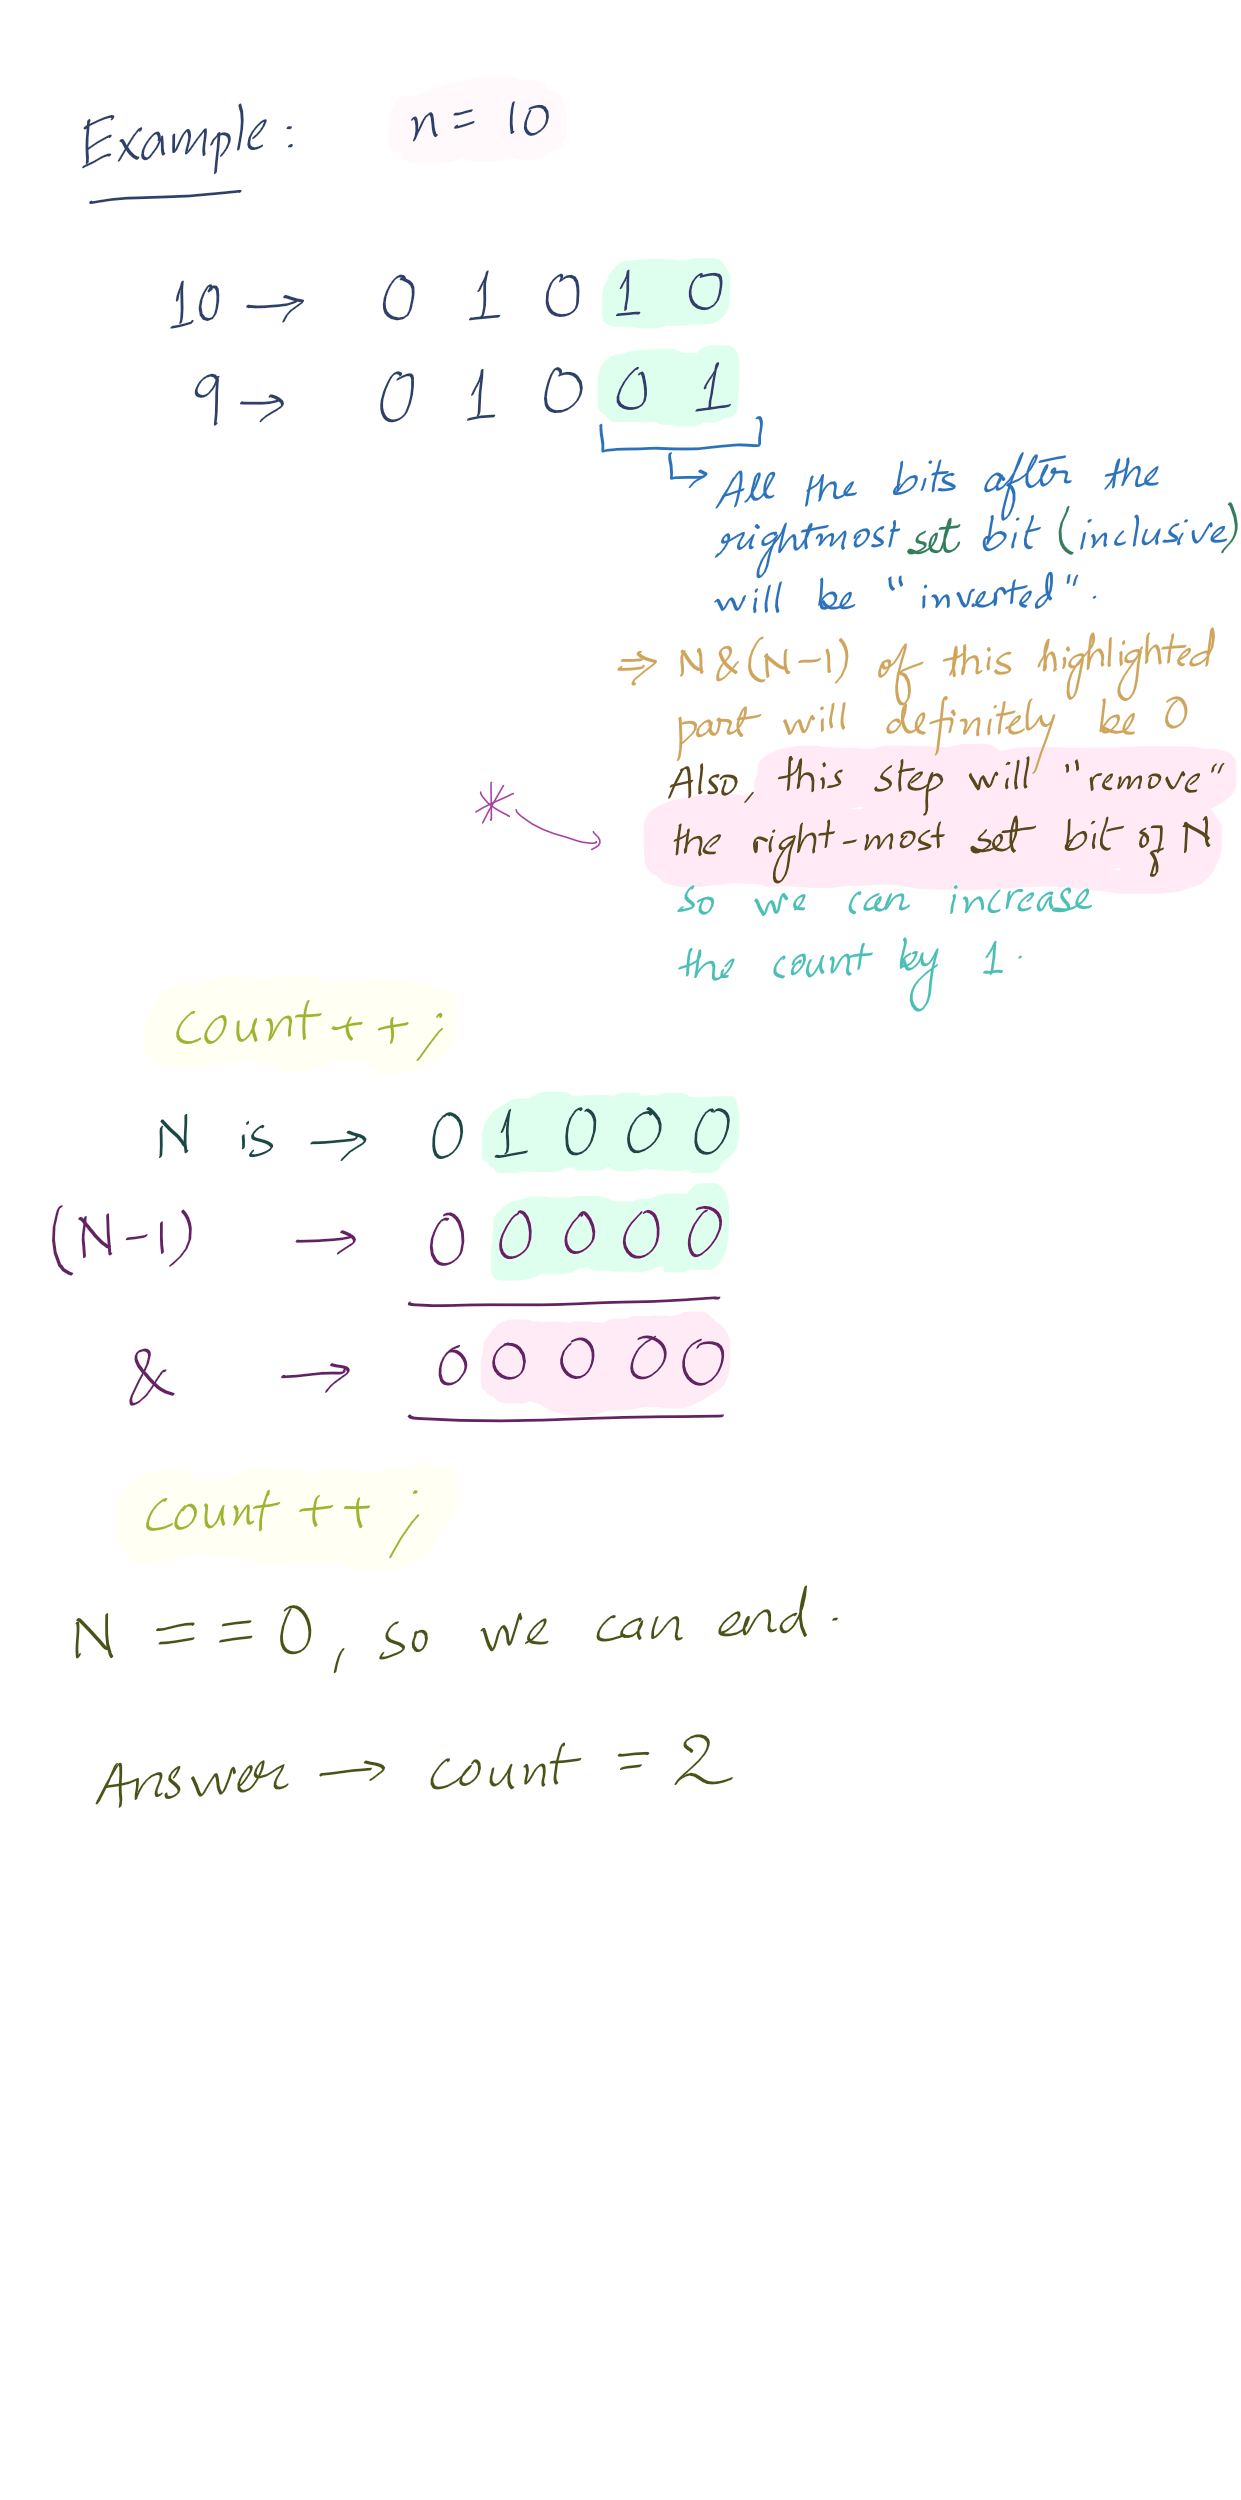 Example: n = 10
10 → 0 1 0 1 0
9 → 0 1 0 0 1
All the bits after the
rightmost set bit (inclusive)
will be "inverted".
⇒ N &(N-1) of this highlighted
part will definitely be 0
Also, this step will "remove"
* the right-most set bit of N
so we can increase
the count by 1.
Count++;
N is → 0 1 0 0 0
(N-1) → 0 0 0 0 0
& → 0 0 0 0 0
Count++;
N == 0, so we can end.
Answer → count = 2